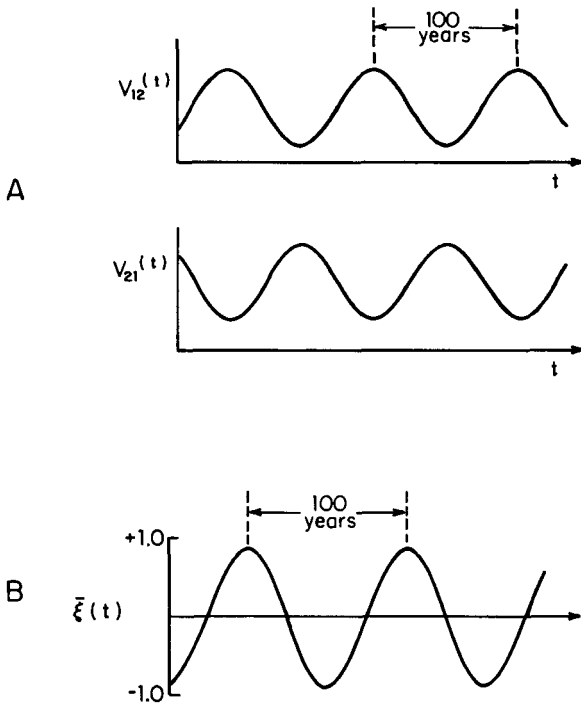 100
years
V₁₂(t)
t
A
V₂₁(t)
t
100
years
+1.0
B
ξ̄(t)
-1.0